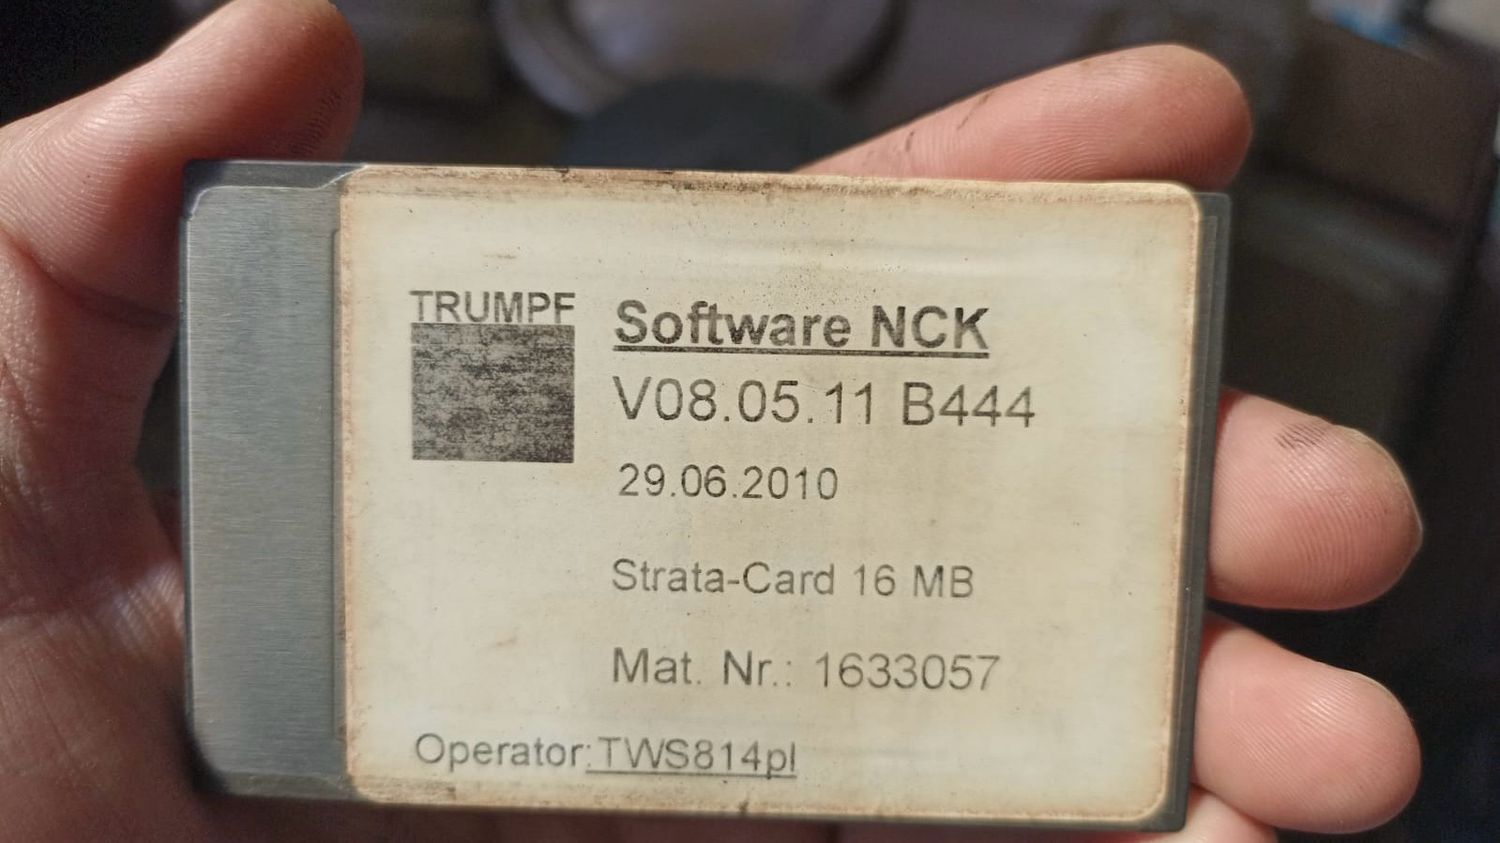 TRUMPF
Software NCK
V08.05.11 B444
29.06.2010
Strata-Card 16 MB
Mat. Nr.: 1633057
Operator: TWS814pl